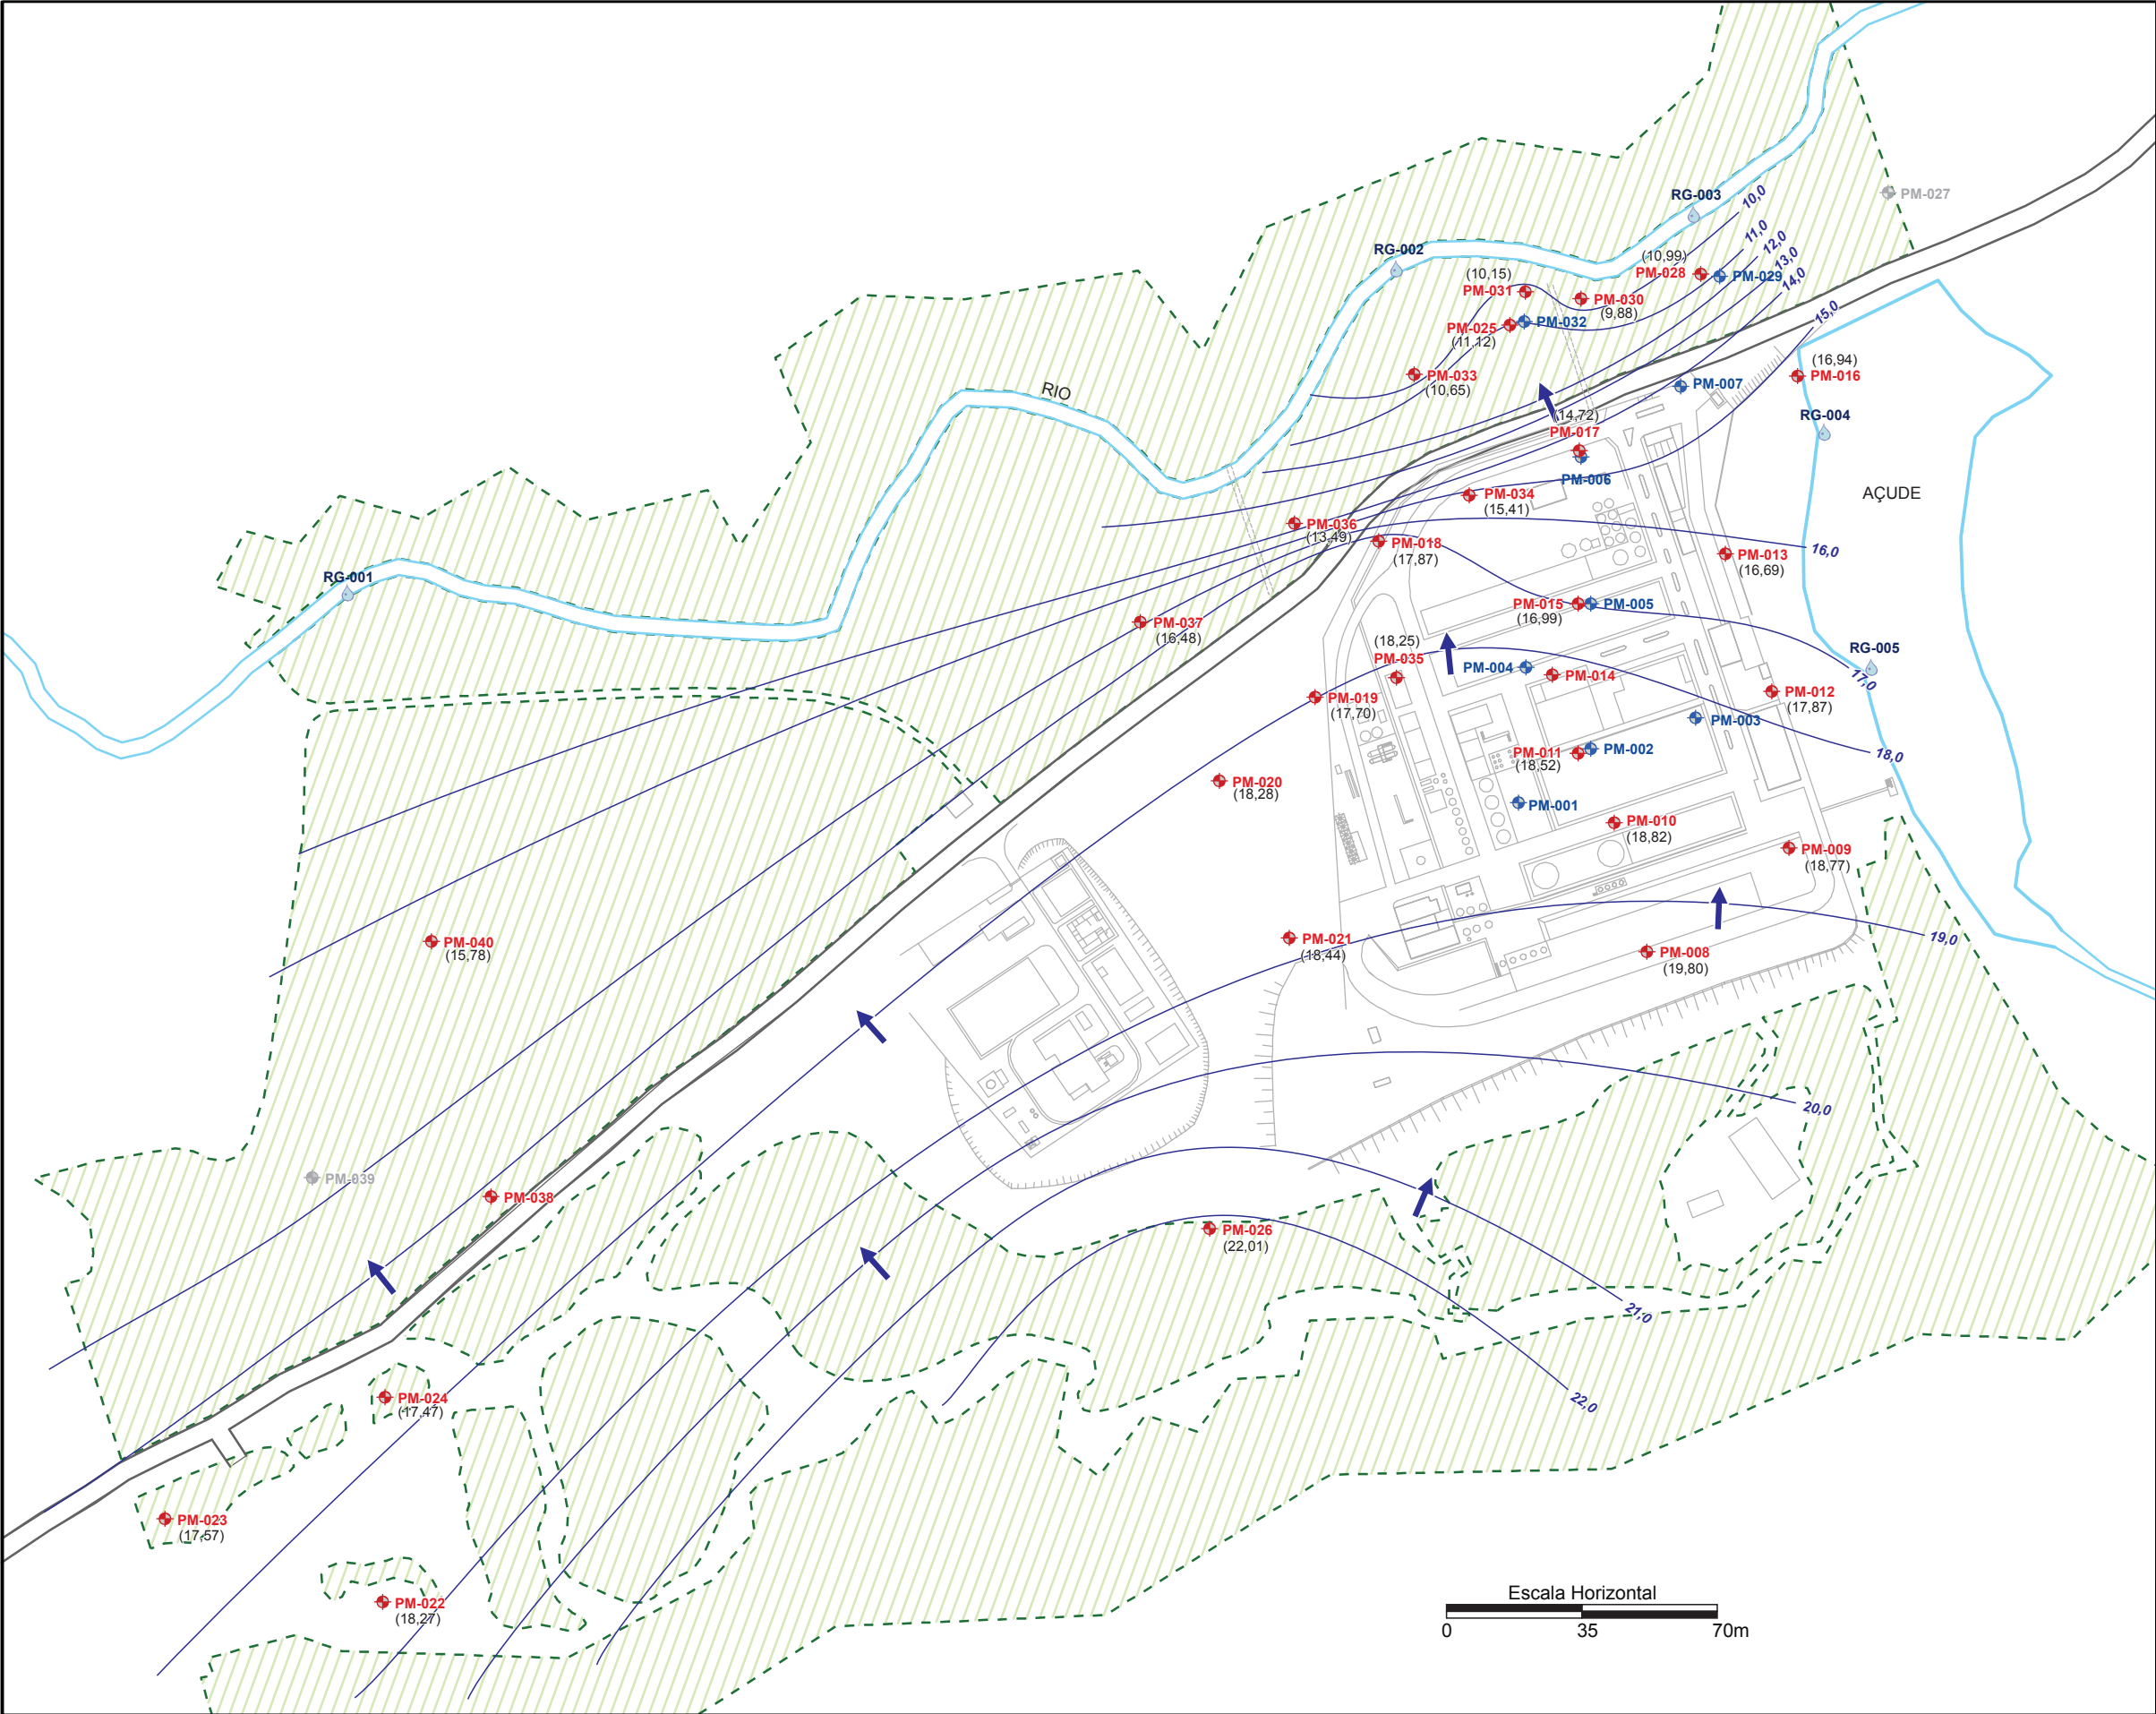 RG-003
10,0
PM-027
11,0
RG-002
12,0
(10,99)
13,0
PM-028
PM-029
(10,15)
14,0
PM-031
PM-030
(9,88)
15,0
PM-032
PM-025
(11,12)
(16,94)
PM-033
PM-016
(10,65)
PM-007
RIO
(14,72)
RG-004
PM-017
PM-006
AÇUDE
PM-034
(15,41)
PM-036
(13,49)
PM-018
(17,87)
16,0
PM-013
(16,69)
RG-001
PM-015
PM-005
(16,99)
PM-037
(16,48)
(18,25)
PM-035
RG-005
PM-004
PM-014
17,0
PM-019
(17,70)
PM-012
(17,87)
PM-003
PM-011
PM-002
(18,52)
18,0
PM-020
(18,28)
PM-001
PM-010
(18,82)
PM-009
(18,77)
PM-040
(15,78)
PM-021
(18,44)
19,0
PM-008
(19,80)
20,0
PM-039
PM-038
PM-026
(22,01)
21,0
PM-024
(17,47)
22,0
PM-023
(17,57)
PM-022
(18,27)
Escala Horizontal
0 35 70m